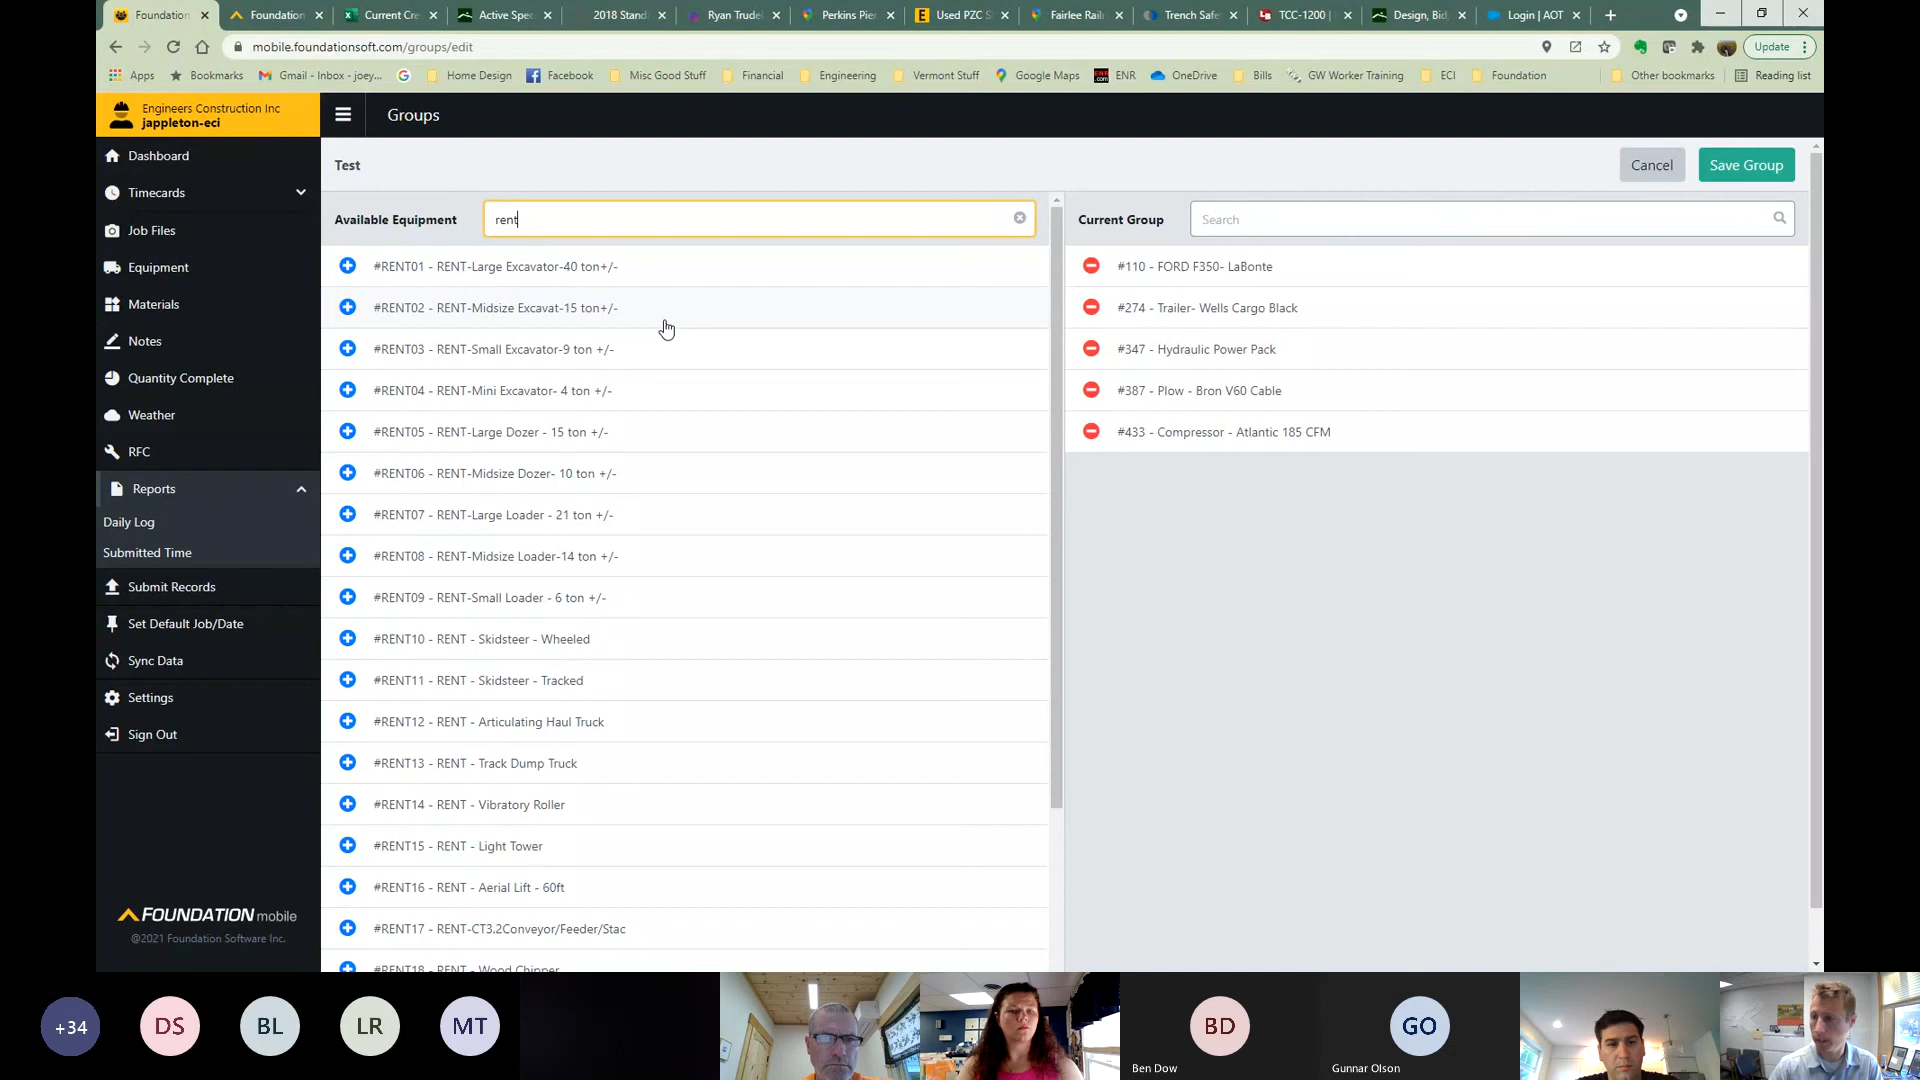 Foundation
Foundation
Current Cre
Active Spec
2018 Stand
Ryan Trudel
Perkins Pier
Used PZC S
Fairlee Rail
Trench Safe
TCC-1200 |
Design, Bid,
Login | AOT
mobile.foundationsoft.com/groups/edit
Update
Apps
Bookmarks
Gmail - Inbox - joey...
Home Design
Facebook
Misc Good Stuff
Financial
Engineering
Vermont Stuff
Google Maps
ENR
OneDrive
Bills
GW Worker Training
ECI
Foundation
Other bookmarks
Reading list
Engineers Construction Inc
jappleton-eci
Groups
Dashboard
Timecards
Job Files
Equipment
Materials
Notes
Quantity Complete
Weather
RFC
Reports
Daily Log
Submitted Time
Submit Records
Set Default Job/Date
Sync Data
Settings
Sign Out
FOUNDATION mobile
@2021 Foundation Software Inc.
Test
Cancel
Save Group
Available Equipment
rent
#RENT01 - RENT-Large Excavator-40 ton+/-
#RENT02 - RENT-Midsize Excavat-15 ton+/-
#RENT03 - RENT-Small Excavator-9 ton +/-
#RENT04 - RENT-Mini Excavator- 4 ton +/-
#RENT05 - RENT-Large Dozer - 15 ton +/-
#RENT06 - RENT-Midsize Dozer- 10 ton +/-
#RENT07 - RENT-Large Loader - 21 ton +/-
#RENT08 - RENT-Midsize Loader-14 ton +/-
#RENT09 - RENT-Small Loader - 6 ton +/-
#RENT10 - RENT - Skidsteer - Wheeled
#RENT11 - RENT - Skidsteer - Tracked
#RENT12 - RENT - Articulating Haul Truck
#RENT13 - RENT - Track Dump Truck
#RENT14 - RENT - Vibratory Roller
#RENT15 - RENT - Light Tower
#RENT16 - RENT - Aerial Lift - 60ft
#RENT17 - RENT-CT3.2Conveyor/Feeder/Stac
#RENT18 - RENT - Wood Chipper
Current Group
Search
#110 - FORD F350- LaBonte
#274 - Trailer- Wells Cargo Black
#347 - Hydraulic Power Pack
#387 - Plow - Bron V60 Cable
#433 - Compressor - Atlantic 185 CFM
+34
DS
BL
LR
MT
BD
Ben Dow
GO
Gunnar Olson